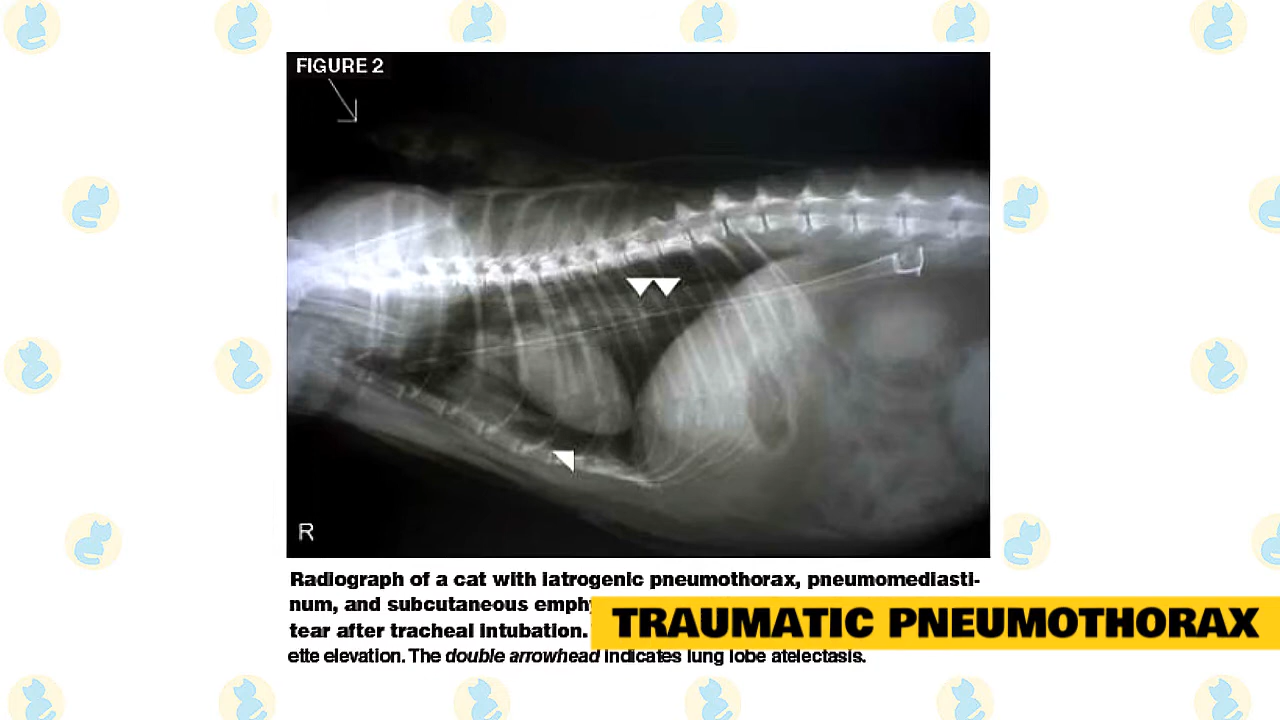 FIGURE 2
R
Radiograph of a cat with iatrogenic pneumothorax, pneumomediasti-
num, and subcutaneous
tear after tracheal intubation.
ette elevation. The double arrowhead indicates lung lobe atelectasis.
TRAUMATIC PNEUMOTHORAX